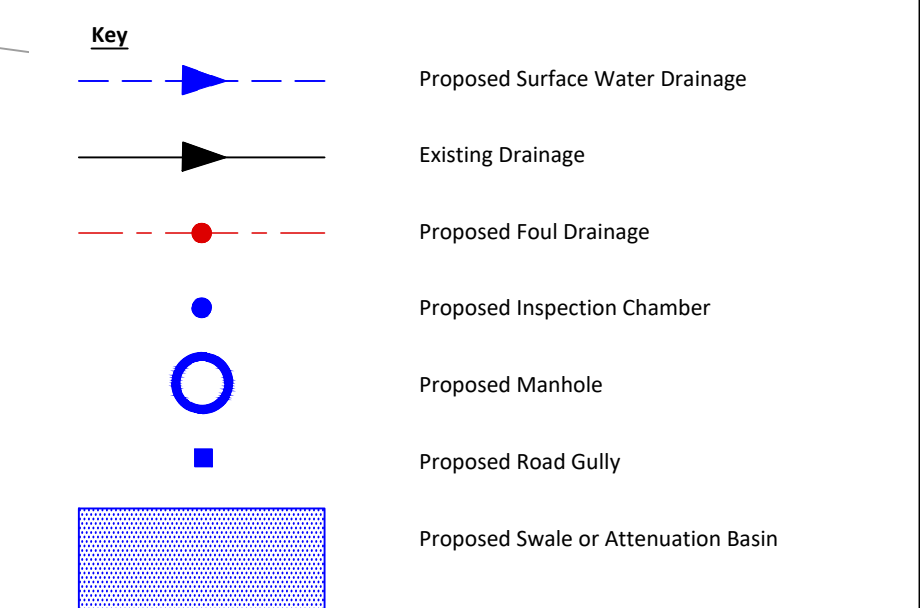 Key
Proposed Surface Water Drainage
Existing Drainage
Proposed Foul Drainage
Proposed Inspection Chamber
Proposed Manhole
Proposed Road Gully
Proposed Swale or Attenuation Basin